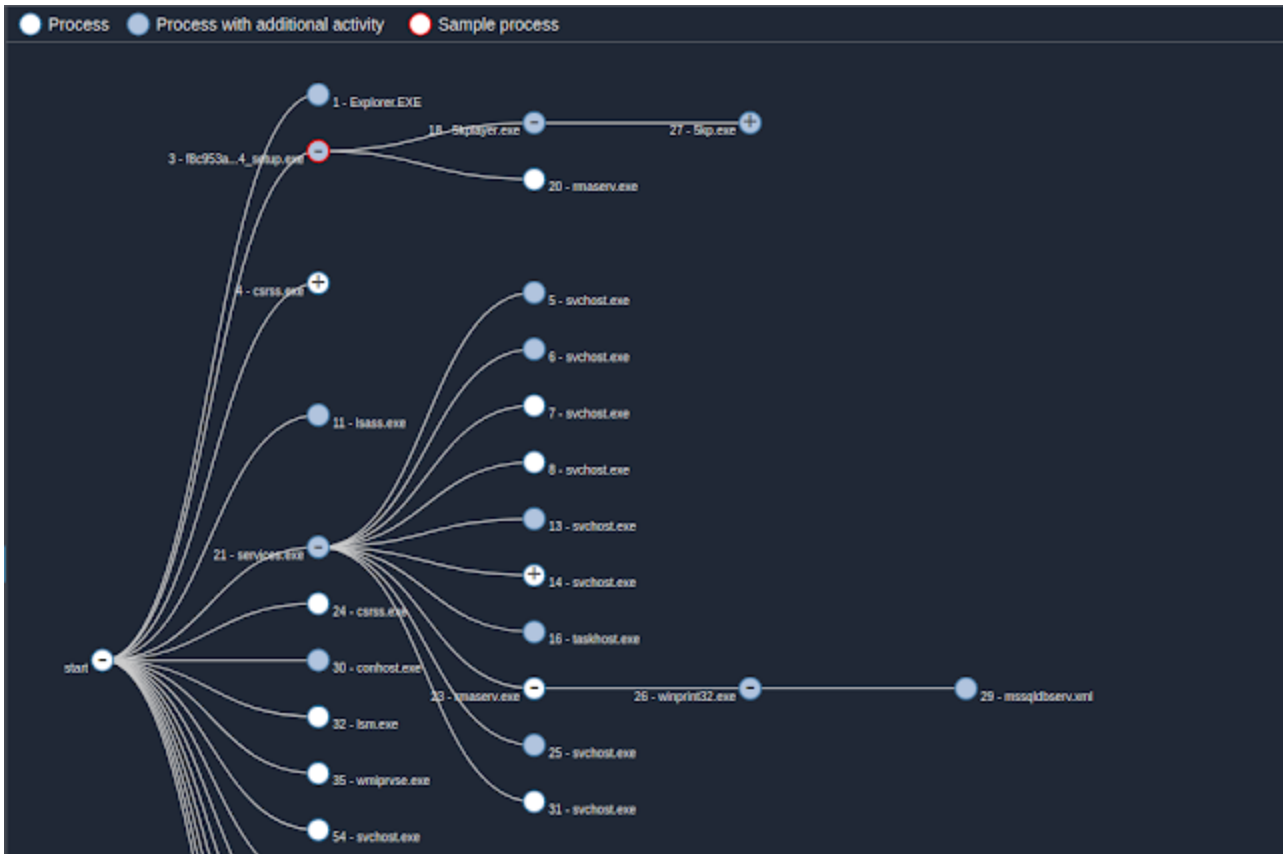 Process Process with additional activity Sample process
1 - Explorer.EXE
18 - 5kplayer.exe
27 - 5kp.exe
3 - f8c953a...4_setup.exe
20 - rmaserv.exe
4 - csrss.exe
5 - svchost.exe
6 - svchost.exe
7 - svchost.exe
11 - lsass.exe
8 - svchost.exe
13 - svchost.exe
21 - services.exe
14 - svchost.exe
24 - csrss.exe
16 - taskhost.exe
start
30 - conhost.exe
23 - rmaserv.exe
26 - winprint32.exe
29 - mssqldbserv.xml
32 - lsm.exe
25 - svchost.exe
35 - wmiprvse.exe
31 - svchost.exe
54 - svchost.exe